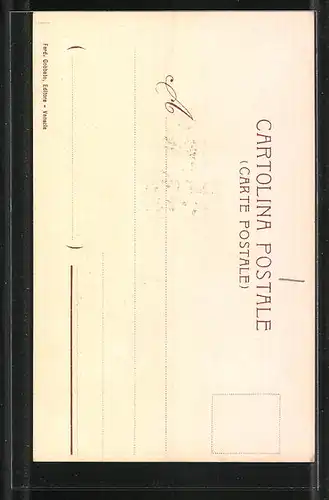 CARTOLINA POSTALE
(CARTE POSTALE)
A
( )
Ferd. Gobbato, Editore - Venezia